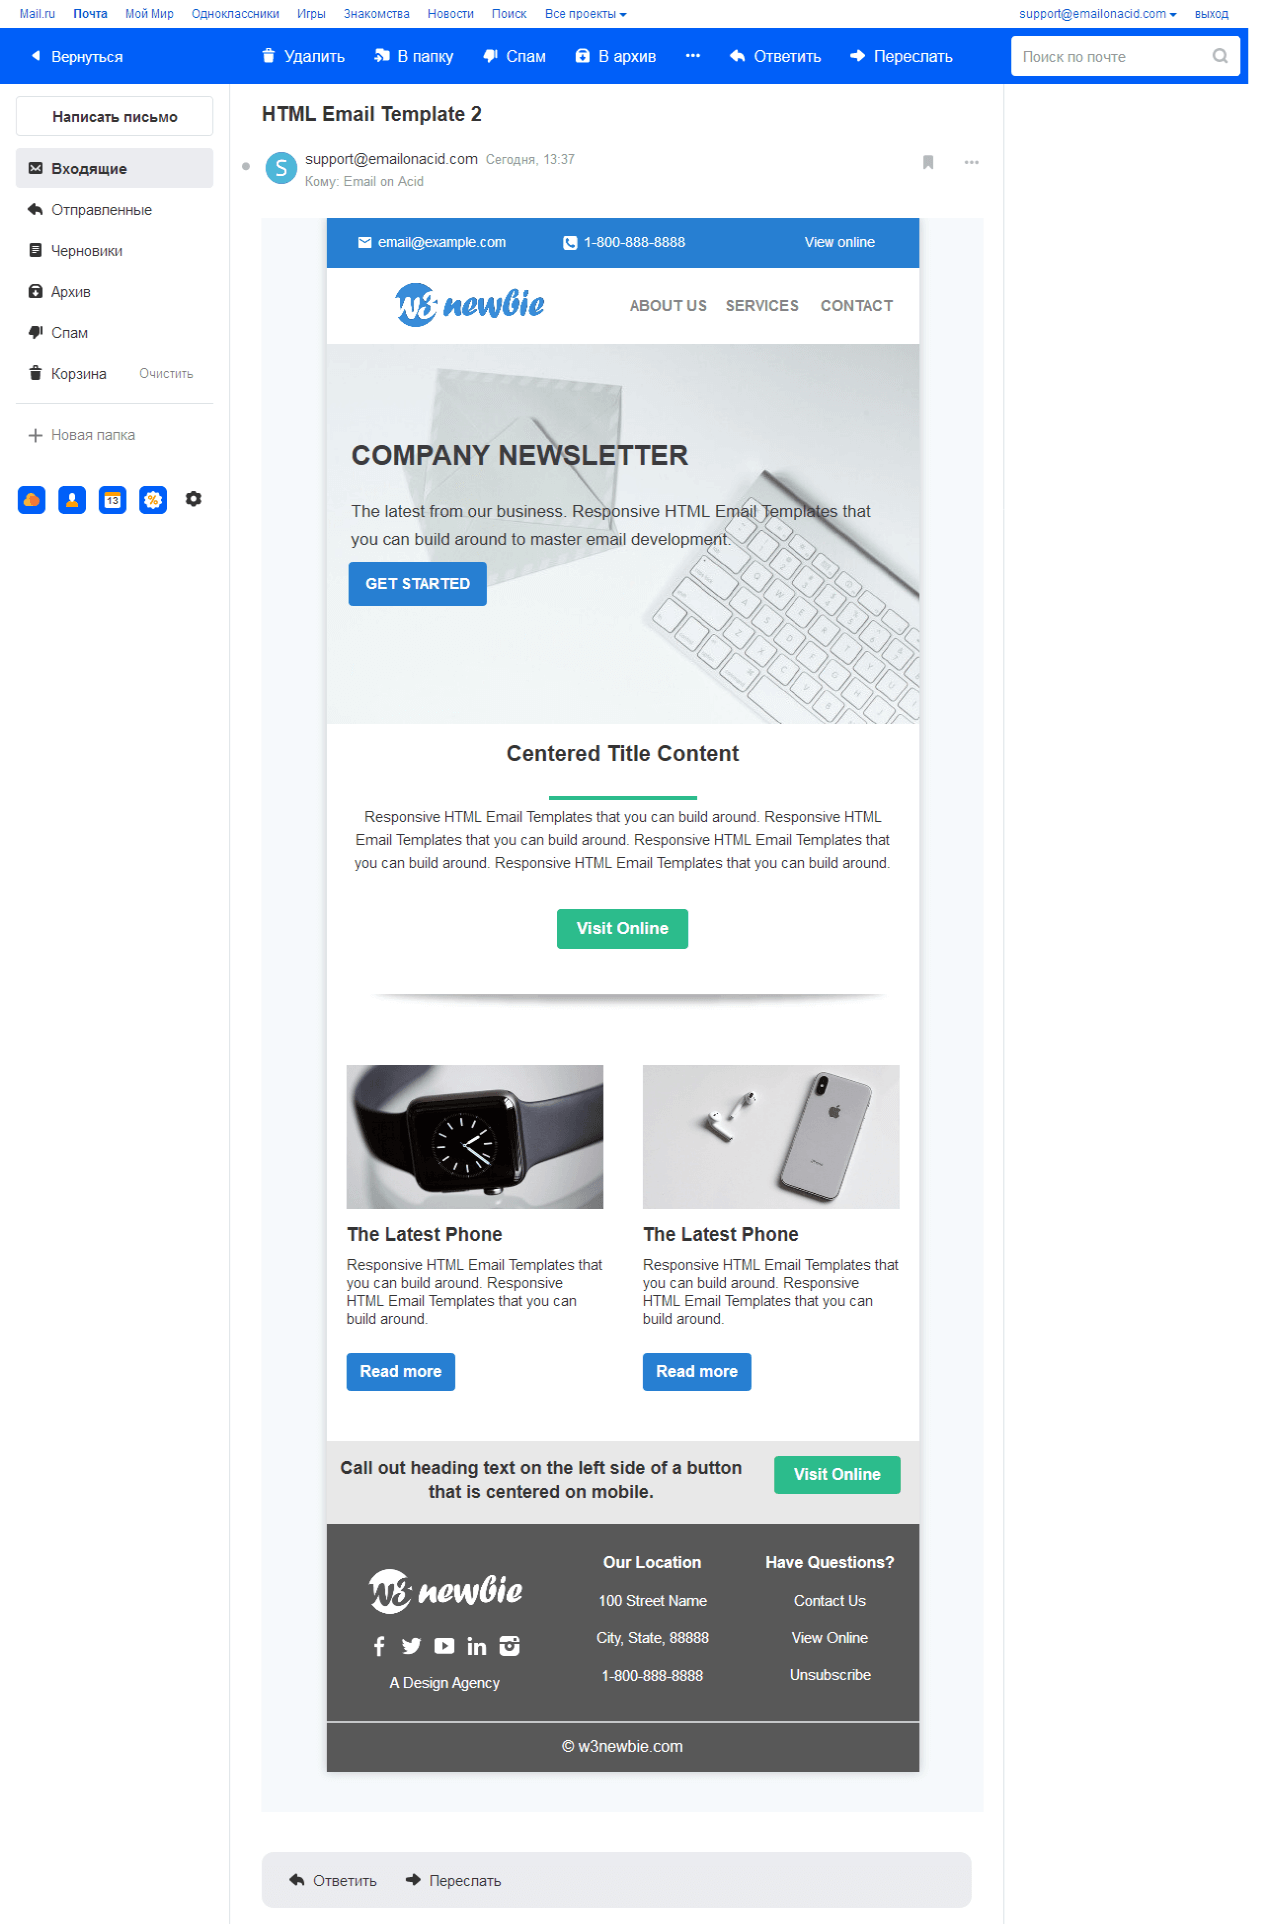 Mail.ru Почта Мой Мир Одноклассники Игры Знакомства Новости Поиск Все проекты support@emailonacid.com выход
Вернуться Удалить В папку Спам В архив ••• Ответить Переслать Поиск по почте
Написать письмо
Входящие
Отправленные
Черновики
Архив
Спам
Корзина Очистить
Новая папка
13 %
HTML Email Template 2
S support@emailonacid.com Сегодня, 13:37
Кому: Email on Acid
email@example.com 1-800-888-8888 View online
w3 newbie ABOUT US SERVICES CONTACT
COMPANY NEWSLETTER
The latest from our business. Responsive HTML Email Templates that
you can build around to master email development.
GET STARTED
Centered Title Content
Responsive HTML Email Templates that you can build around. Responsive HTML
Email Templates that you can build around. Responsive HTML Email Templates that
you can build around. Responsive HTML Email Templates that you can build around.
Visit Online
The Latest Phone
Responsive HTML Email Templates that
you can build around. Responsive
HTML Email Templates that you can
build around.
Read more
The Latest Phone
Responsive HTML Email Templates that
you can build around. Responsive
HTML Email Templates that you can
build around.
Read more
Call out heading text on the left side of a button
that is centered on mobile.
Visit Online
w3 newbie
A Design Agency
Our Location
100 Street Name
City, State, 88888
1-800-888-8888
Have Questions?
Contact Us
View Online
Unsubscribe
© w3newbie.com
Ответить Переслать